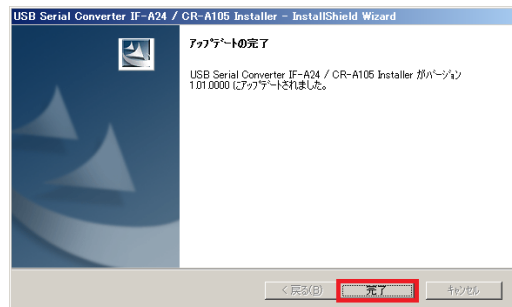 USB Serial Converter IF-A24 / CR-A105 Installer - InstallShield Wizard
ｱｯﾌﾟﾃﾞｰﾄの完了
USB Serial Converter IF-A24 / CR-A105 Installer がﾊﾞｰｼﾞｮﾝ
1.01.0000 にｱｯﾌﾟﾃﾞｰﾄされました。
< 戻る(B)
完了
ｷｬﾝｾﾙ